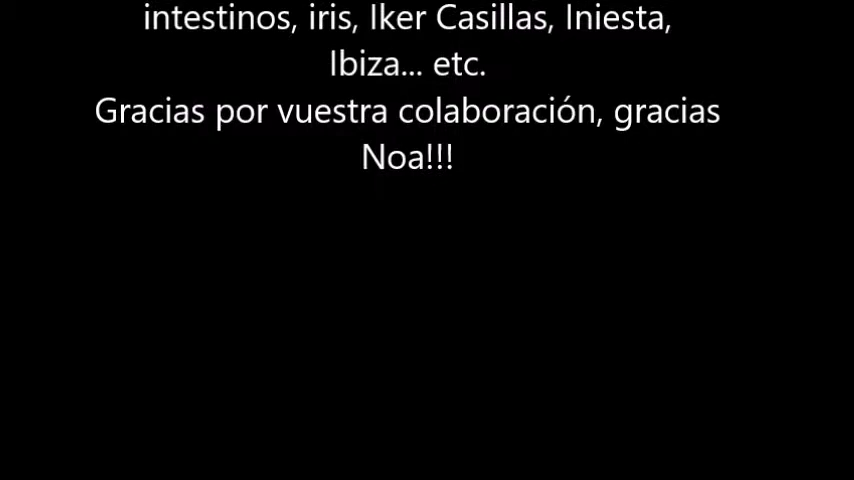 intestinos, iris, Iker Casillas, Iniesta,
Ibiza... etc.
Gracias por vuestra colaboración, gracias
Noa!!!